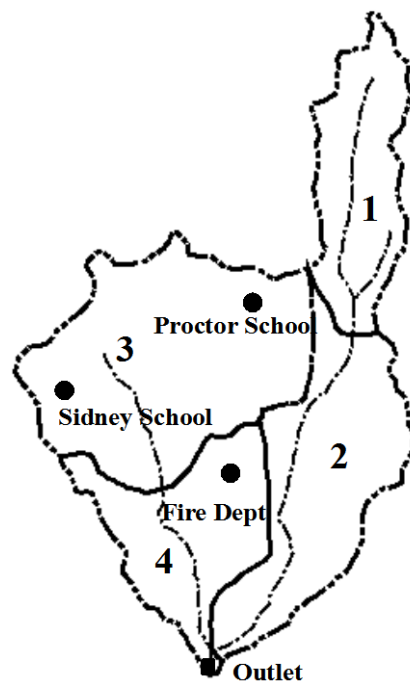 1
Proctor School
3
Sidney School
2
Fire Dept
4
Outlet